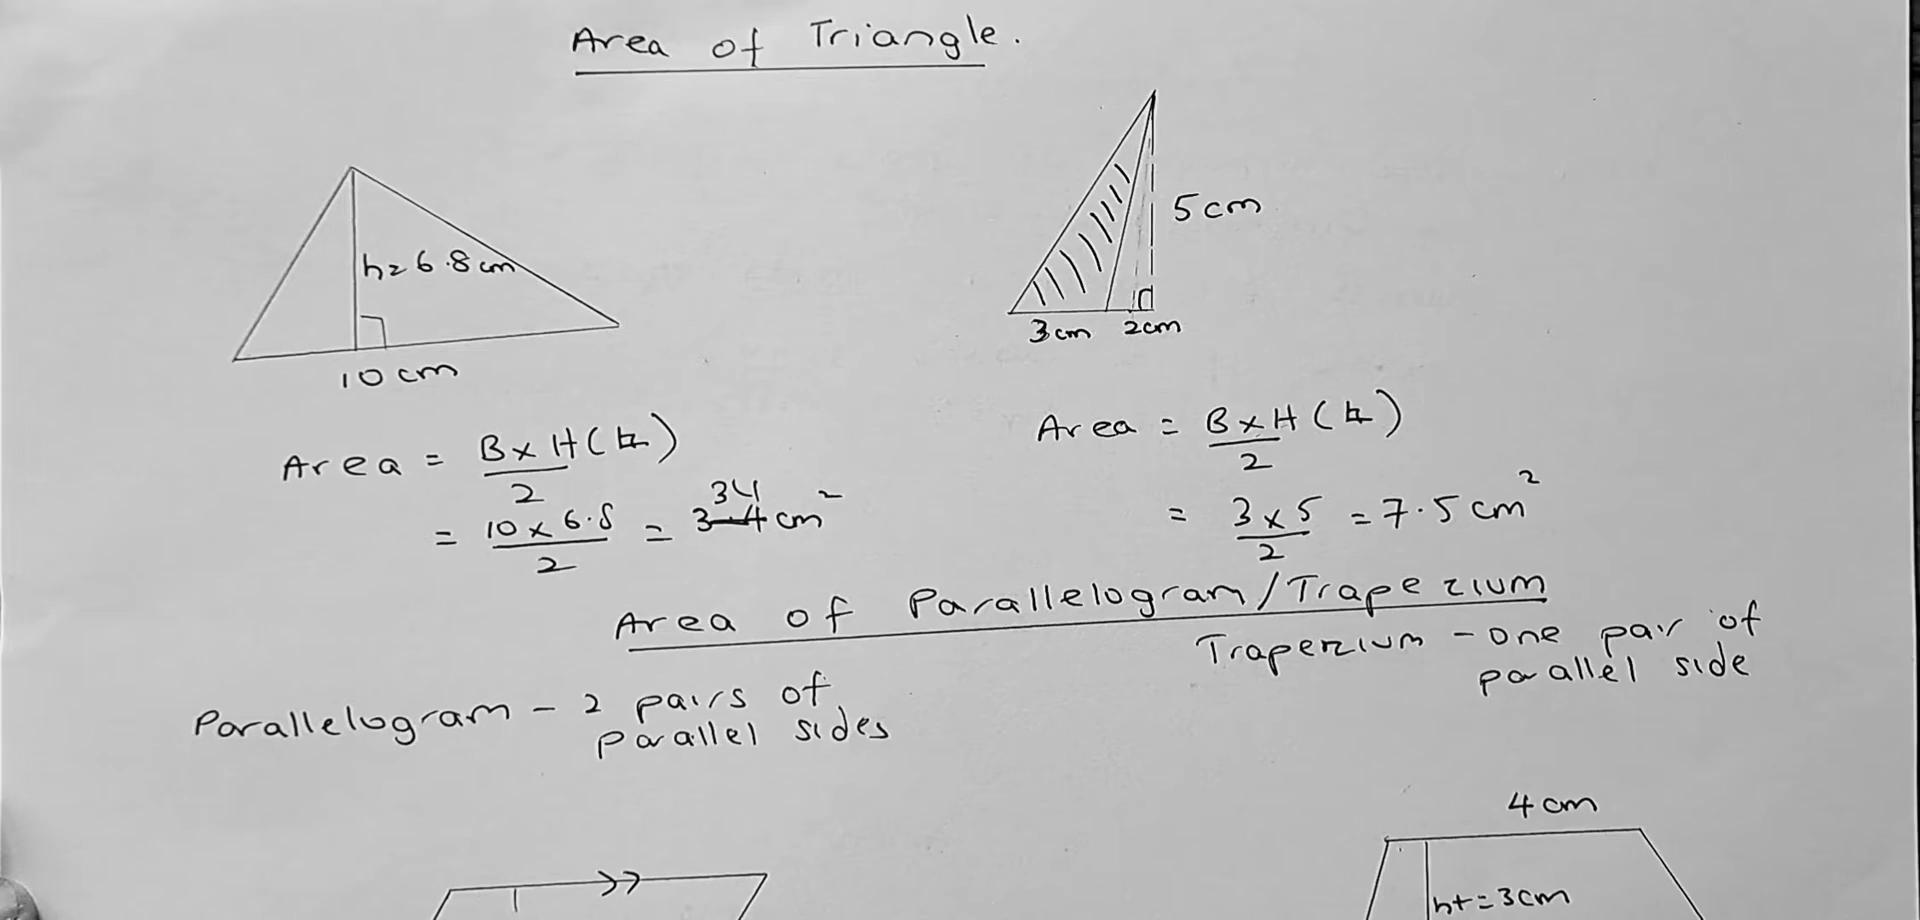 Area of Triangle.
h=6.8cm
10cm
5cm
3cm 2cm
Area = B×H(⊾)
2
= 10×6.8 = 34 cm²
2
Area = B×H(⊾)
2
= 3×5 = 7.5cm²
2
Area of Parallelogram/Trapezium
Parallelogram - 2 pairs of
parallel sides
Trapezium - one pair of
parallel side
4cm
ht=3cm